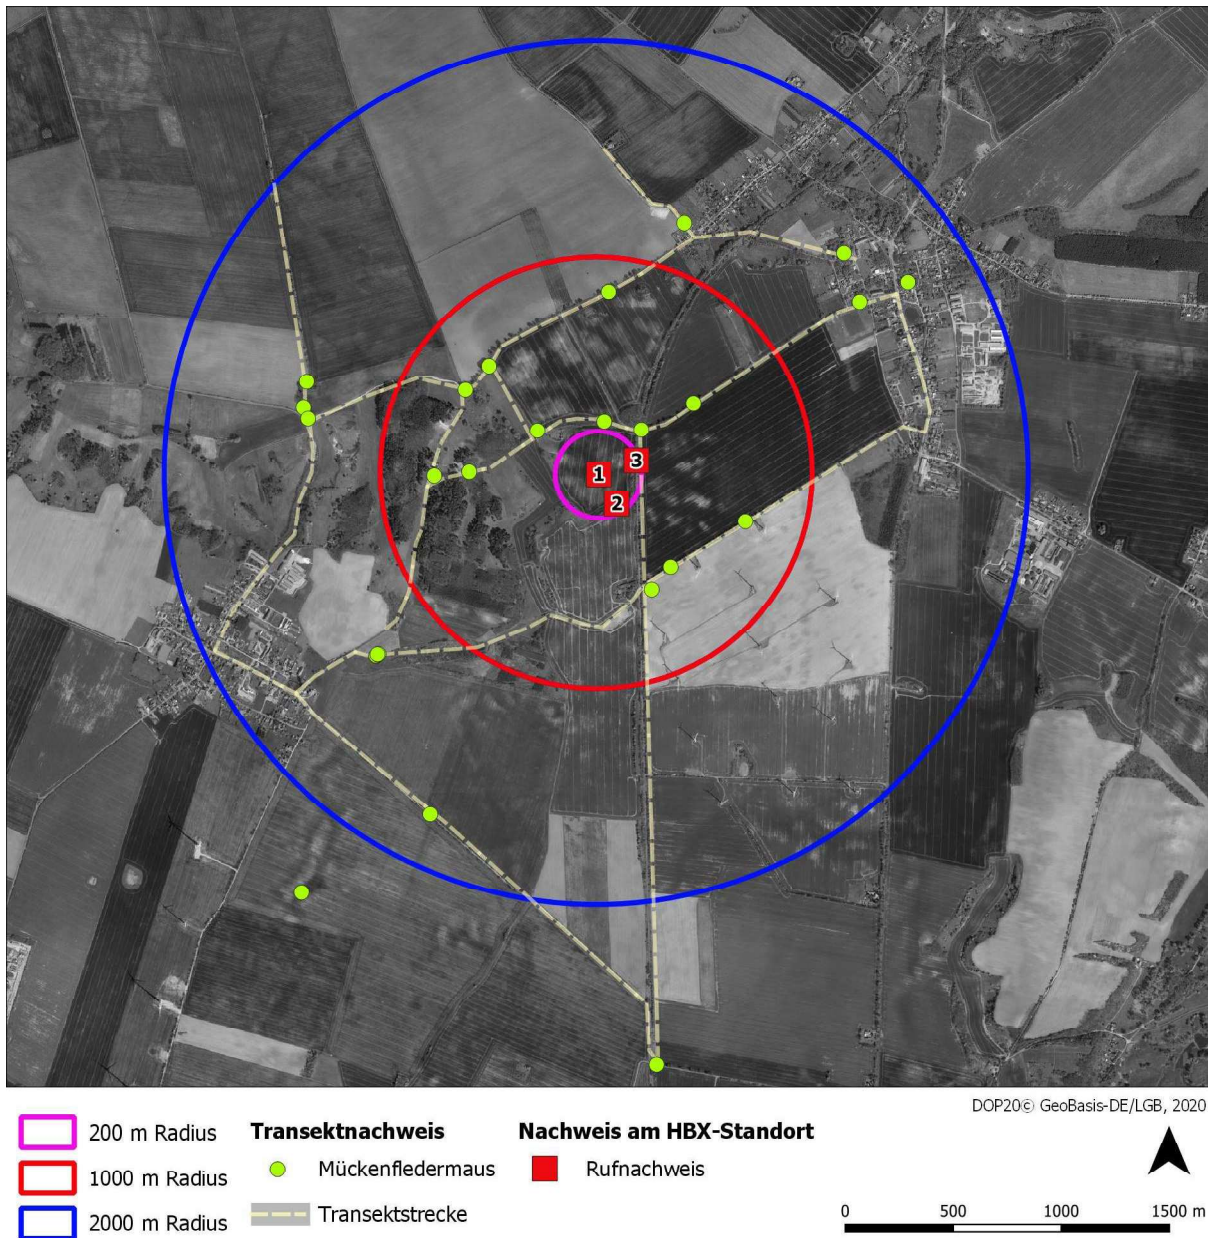 1
3
2
DOP20© GeoBasis-DE/LGB, 2020
200 m Radius
1000 m Radius
2000 m Radius
Transektnachweis
Mückenfledermaus
Transektstrecke
Nachweis am HBX-Standort
Rufnachweis
0 500 1000 1500 m